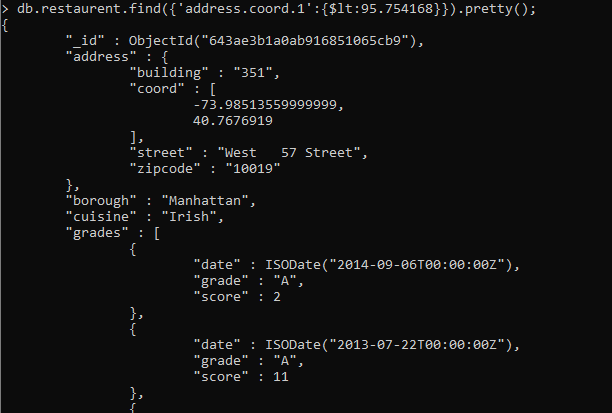 > db.restaurent.find({'address.coord.1':{$lt:95.754168}}).pretty();
{
        "_id" : ObjectId("643ae3b1a0ab916851065cb9"),
        "address" : {
                "building" : "351",
                "coord" : [
                        -73.98513559999999,
                        40.7676919
                ],
                "street" : "West   57 Street",
                "zipcode" : "10019"
        },
        "borough" : "Manhattan",
        "cuisine" : "Irish",
        "grades" : [
                {
                        "date" : ISODate("2014-09-06T00:00:00Z"),
                        "grade" : "A",
                        "score" : 2
                },
                {
                        "date" : ISODate("2013-07-22T00:00:00Z"),
                        "grade" : "A",
                        "score" : 11
                },
                {